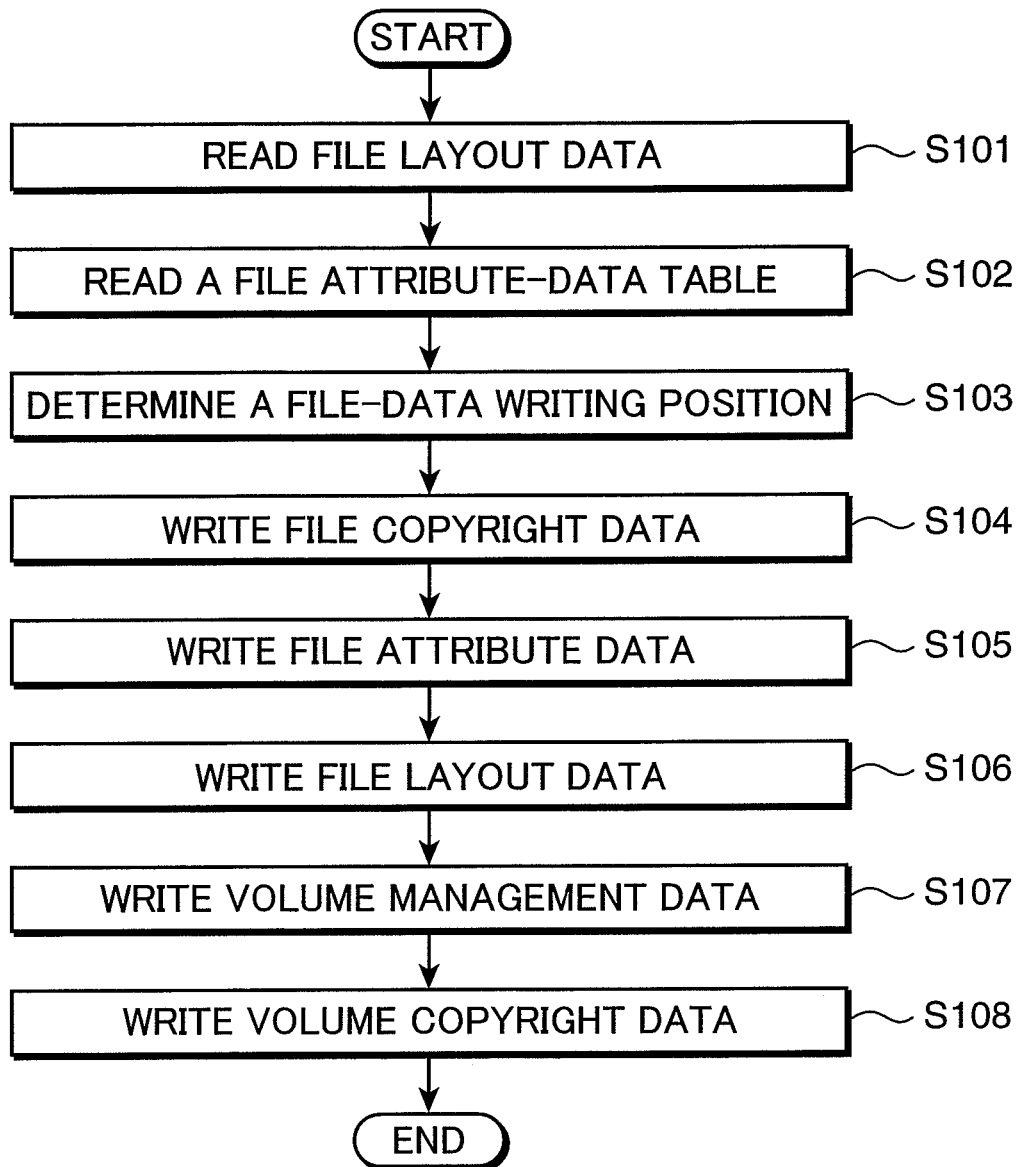 START
READ FILE LAYOUT DATA S101
READ A FILE ATTRIBUTE-DATA TABLE S102
DETERMINE A FILE-DATA WRITING POSITION S103
WRITE FILE COPYRIGHT DATA S104
WRITE FILE ATTRIBUTE DATA S105
WRITE FILE LAYOUT DATA S106
WRITE VOLUME MANAGEMENT DATA S107
WRITE VOLUME COPYRIGHT DATA S108
END